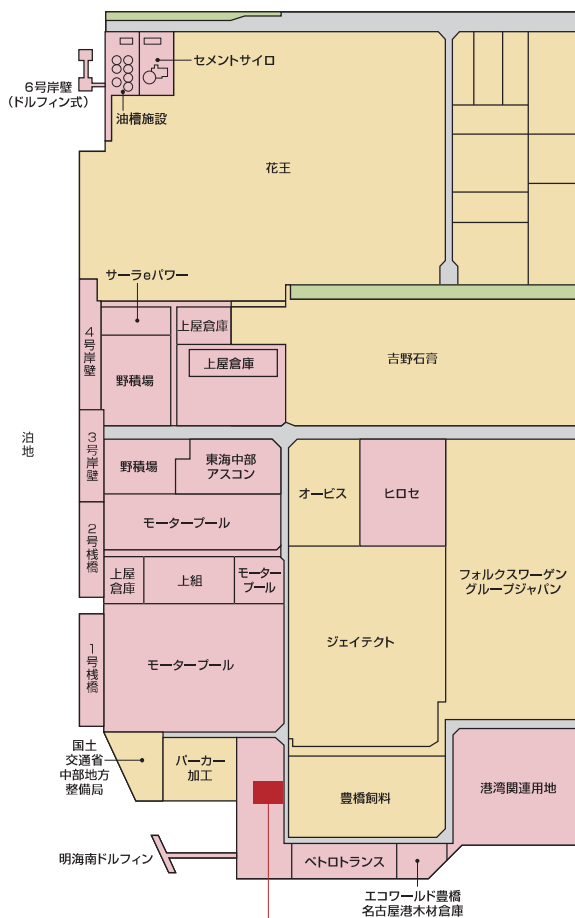 セメントサイロ
6号岸壁
（ドルフィン式）
油槽施設
花王
サーラeパワー
4号岸壁
上屋倉庫
上屋倉庫
野積場
吉野石膏
泊地
3号岸壁
野積場
東海中部
アスコン
オービス
ヒロセ
2号桟橋
モータープール
上屋
倉庫
上組
モーター
プール
フォルクスワーゲン
グループジャパン
1号桟橋
モータープール
ジェイテクト
国土
交通省
中部地方
整備局
パーカー
加工
豊橋飼料
港湾関連用地
明海南ドルフィン
ペトロトランス
エコワールド豊橋
名古屋港木材倉庫